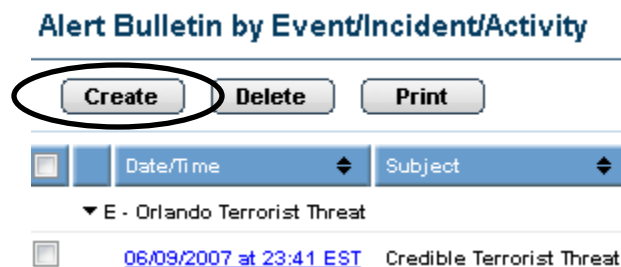 Alert Bulletin by Event/Incident/Activity
Create Delete Print
Date/Time Subject
E - Orlando Terrorist Threat
06/09/2007 at 23:41 EST Credible Terrorist Threat